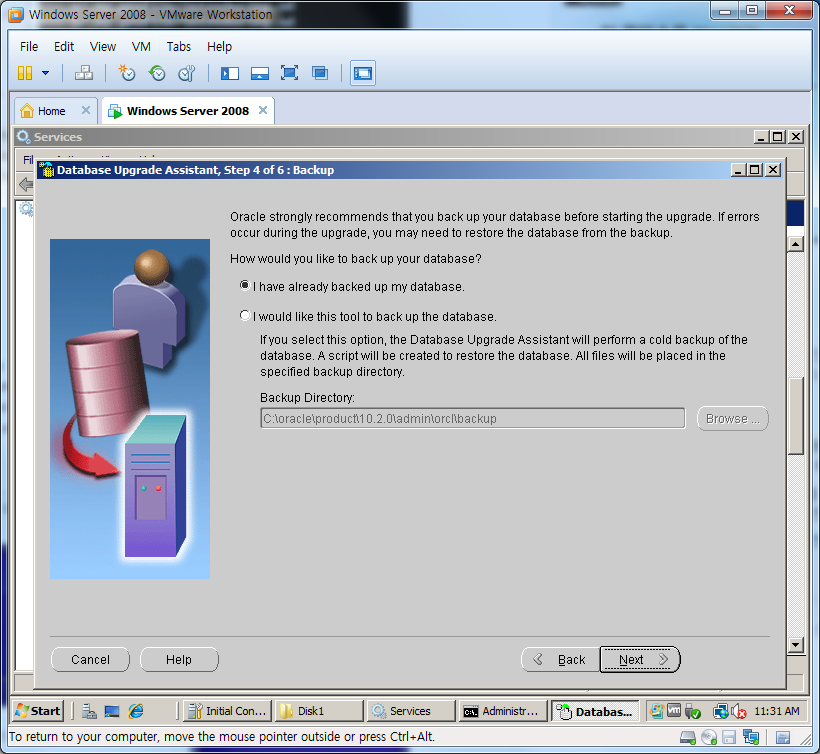 Windows Server 2008 - VMware Workstation
File Edit View VM Tabs Help
Home Windows Server 2008
Services
Database Upgrade Assistant, Step 4 of 6 : Backup
Oracle strongly recommends that you back up your database before starting the upgrade. If errors
occur during the upgrade, you may need to restore the database from the backup.
How would you like to back up your database?
I have already backed up my database.
I would like this tool to back up the database.
If you select this option, the Database Upgrade Assistant will perform a cold backup of the
database. A script will be created to restore the database. All files will be placed in the
specified backup directory.
Backup Directory:
C:\oracle\product\10.2.0\admin\orcl\backup Browse ...
Cancel Help Back Next
Start Initial Con... Disk1 Services Administr... Databas... 11:31 AM
To return to your computer, move the mouse pointer outside or press Ctrl+Alt.